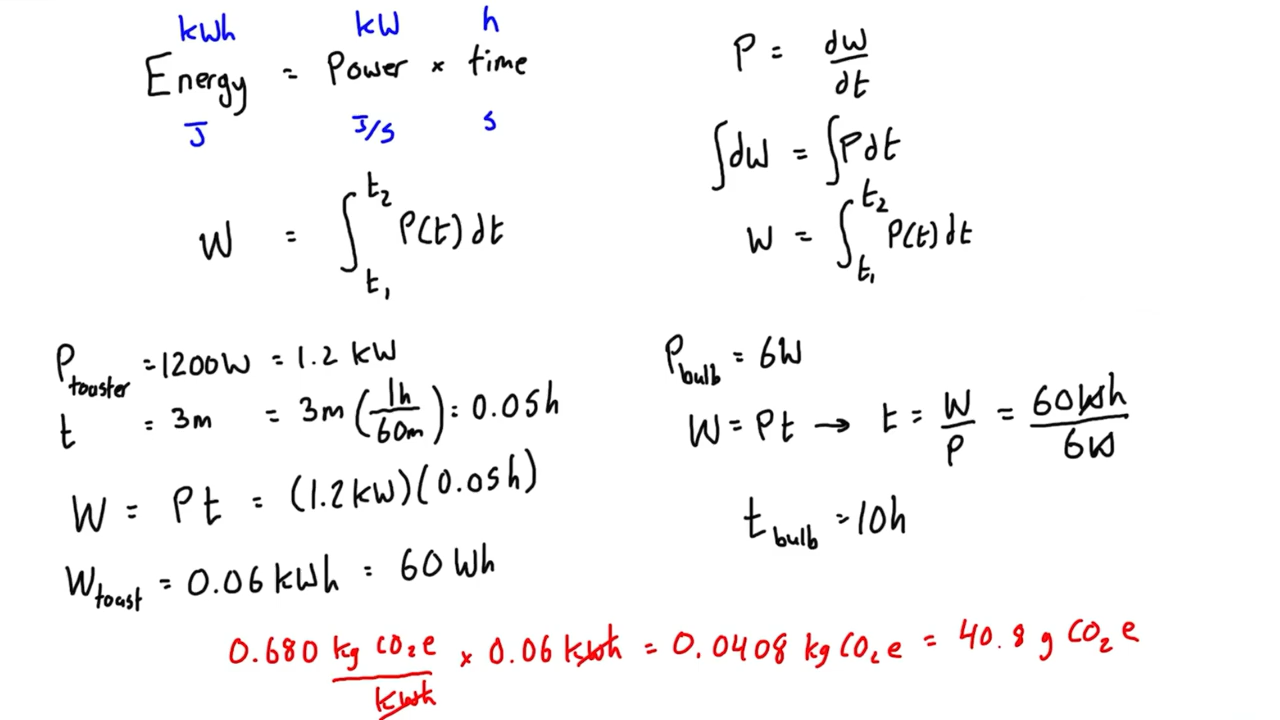 kWh kW h
Energy = Power × time
J J/s s
W = ∫_{t₁}^{t₂} P(t) dt
P = dW/dt
∫dW = ∫Pdt
W = ∫_{t₁}^{t₂} P(t) dt
P_toaster = 1200W = 1.2 kW
t = 3m = 3m (1h/60m) = 0.05h
W = Pt = (1.2kW)(0.05h)
W_toast = 0.06 kWh = 60 Wh
P_bulb = 6W
W = Pt → t = W/P = 60Wh/6W
t_bulb = 10h
0.680 kg CO₂e/kWh × 0.06 kWh = 0.0408 kg CO₂e = 40.8 g CO₂e